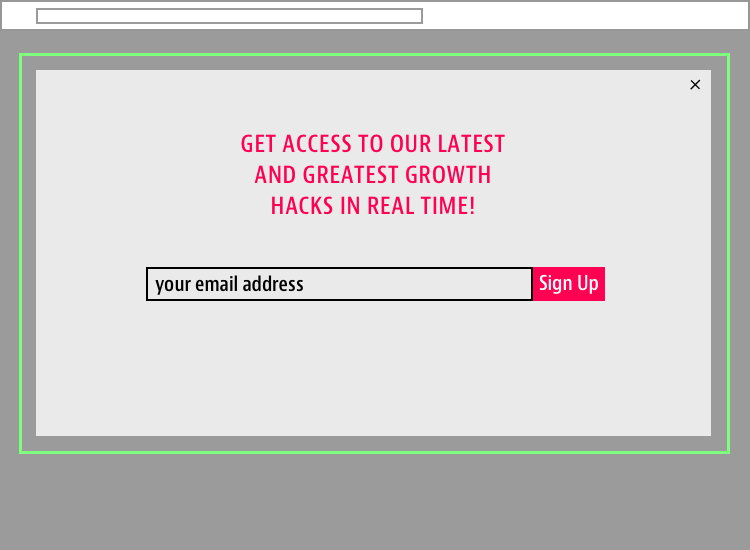 GET ACCESS TO OUR LATEST
AND GREATEST GROWTH
HACKS IN REAL TIME!
your email address
Sign Up